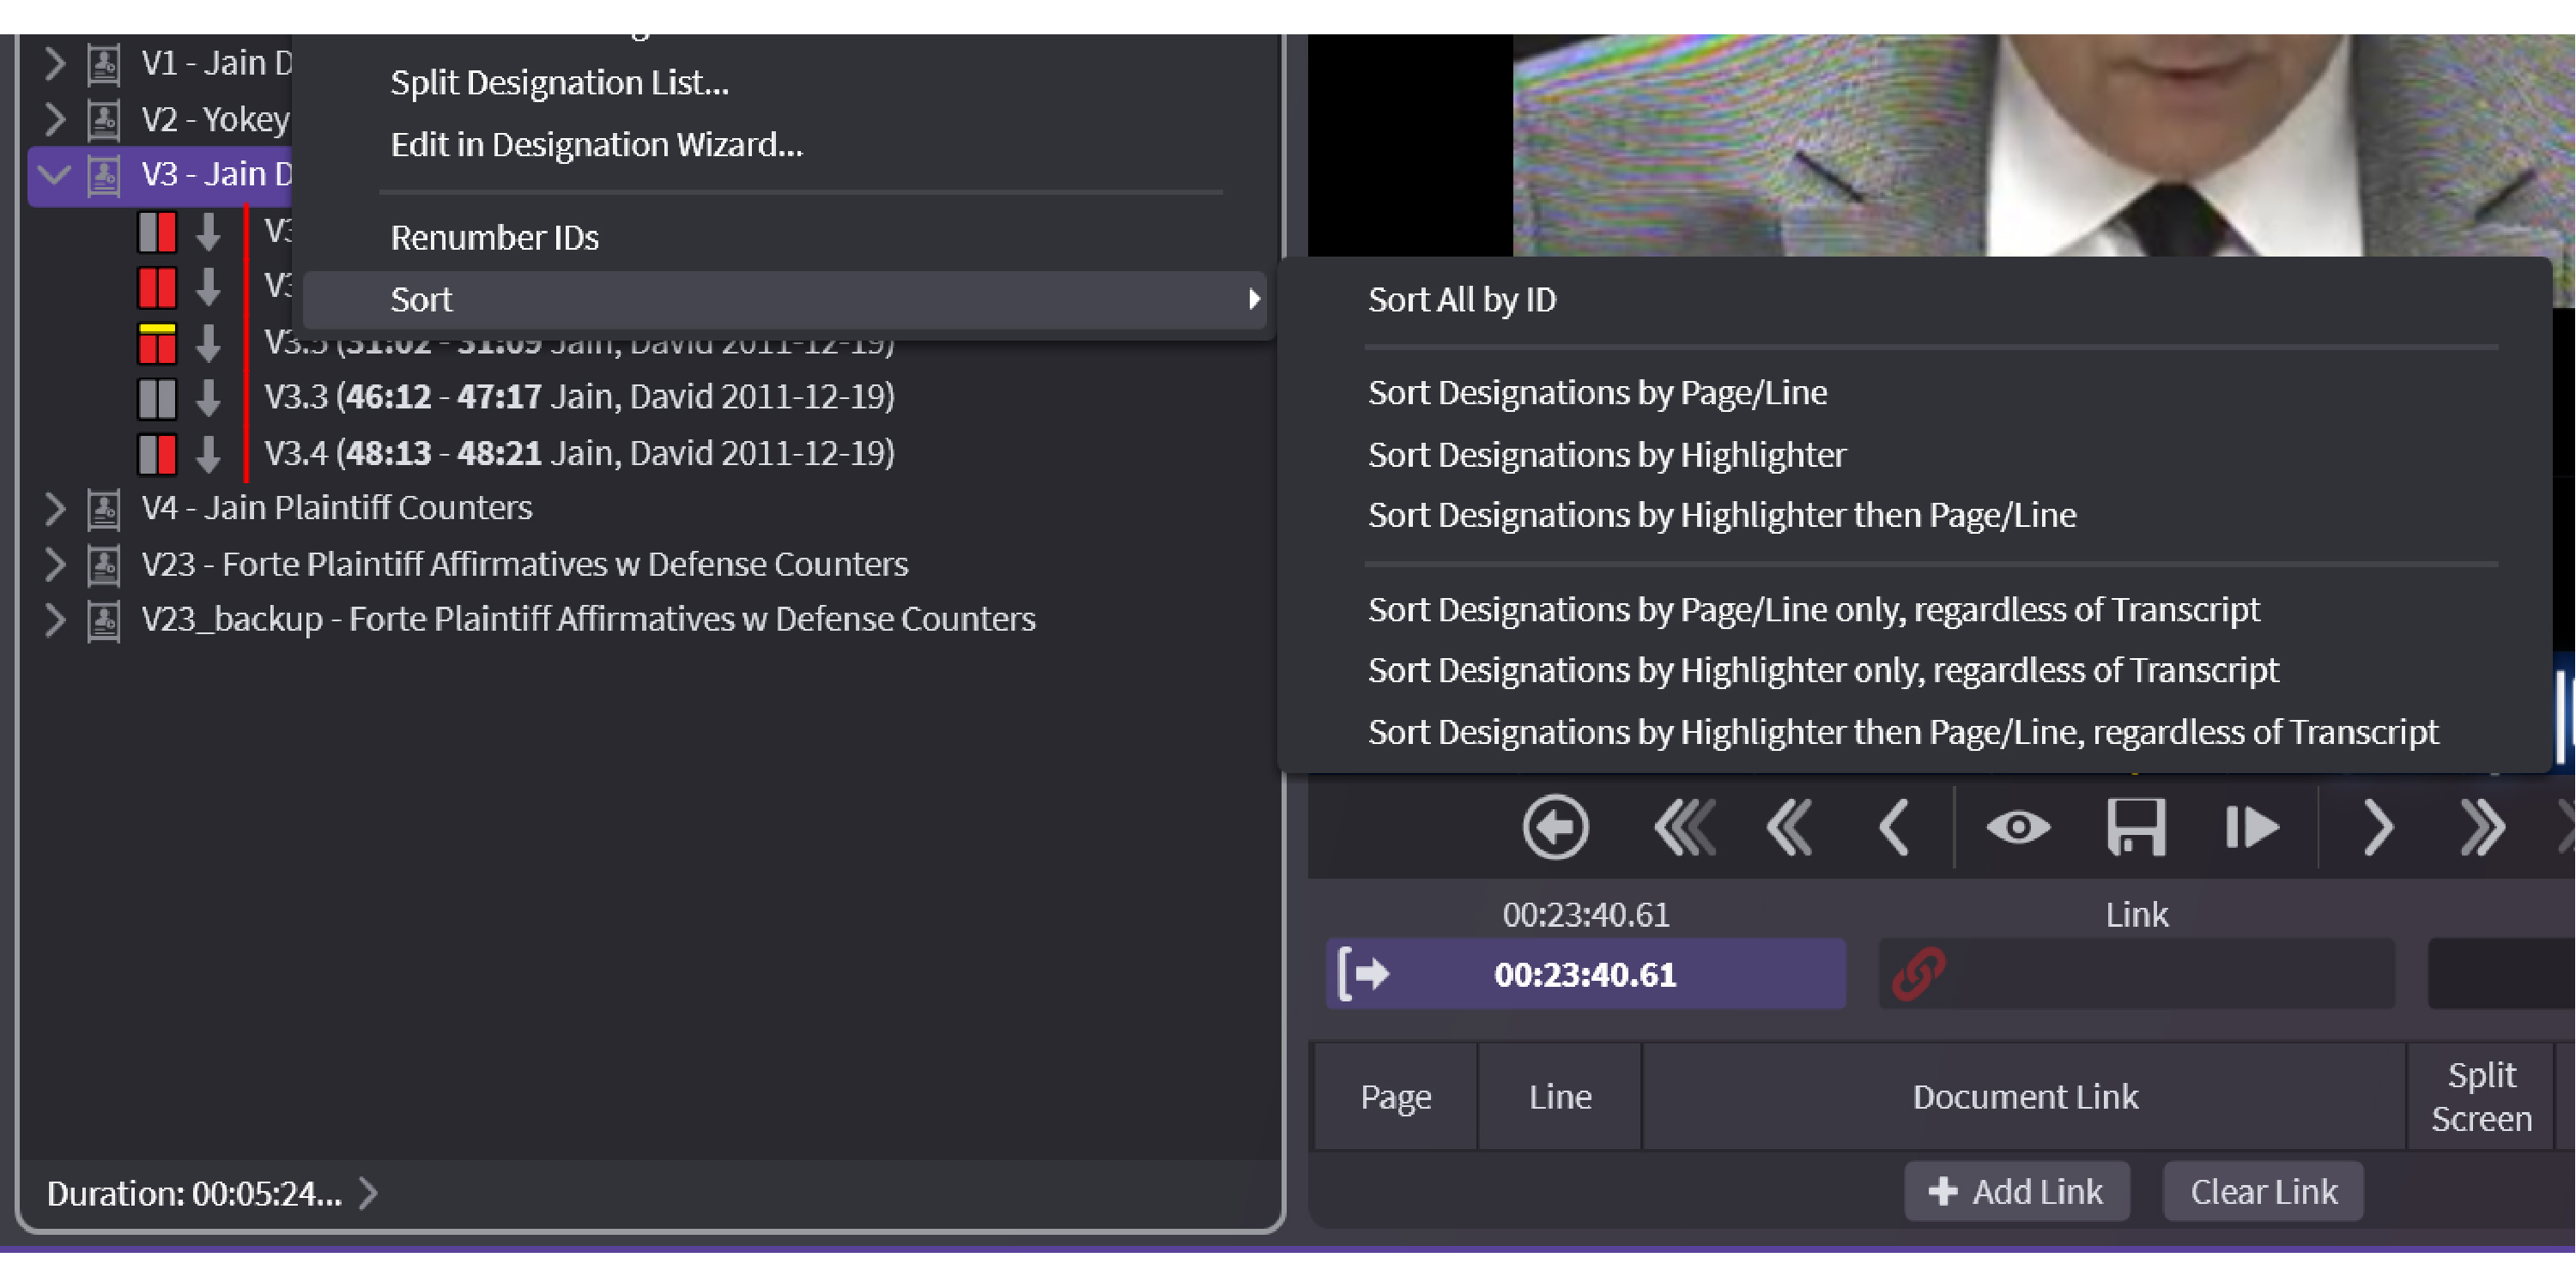 V1 - Jain D
V2 - Yokey
V3 - Jain D
V3
V3
V3.5 (31:02 - 31:09 Jain, David 2011-12-19)
V3.3 (46:12 - 47:17 Jain, David 2011-12-19)
V3.4 (48:13 - 48:21 Jain, David 2011-12-19)
V4 - Jain Plaintiff Counters
V23 - Forte Plaintiff Affirmatives w Defense Counters
V23_backup - Forte Plaintiff Affirmatives w Defense Counters
Duration: 00:05:24...
Split Designation List...
Edit in Designation Wizard...
Renumber IDs
Sort
Sort All by ID
Sort Designations by Page/Line
Sort Designations by Highlighter
Sort Designations by Highlighter then Page/Line
Sort Designations by Page/Line only, regardless of Transcript
Sort Designations by Highlighter only, regardless of Transcript
Sort Designations by Highlighter then Page/Line, regardless of Transcript
00:23:40.61
Link
00:23:40.61
Page
Line
Document Link
Split
Screen
Add Link
Clear Link